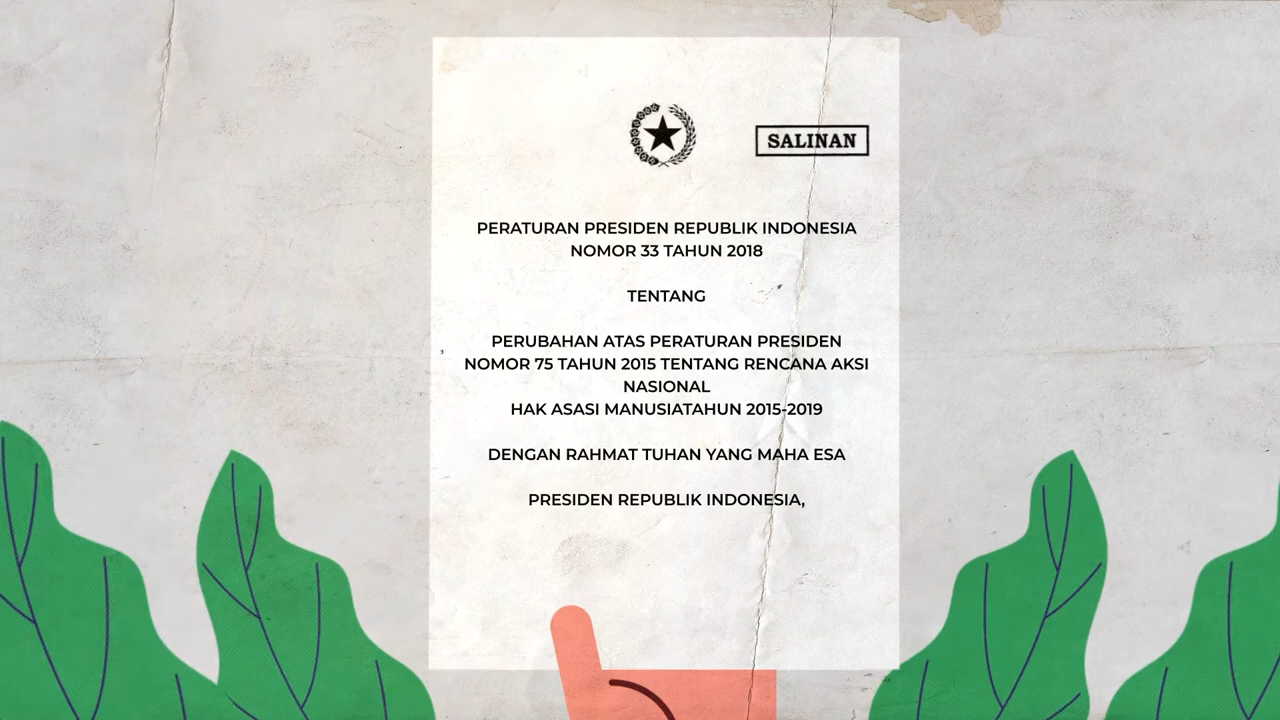 SALINAN
PERATURAN PRESIDEN REPUBLIK INDONESIA
NOMOR 33 TAHUN 2018
TENTANG
PERUBAHAN ATAS PERATURAN PRESIDEN
NOMOR 75 TAHUN 2015 TENTANG RENCANA AKSI
NASIONAL
HAK ASASI MANUSIATAHUN 2015-2019
DENGAN RAHMAT TUHAN YANG MAHA ESA
PRESIDEN REPUBLIK INDONESIA,